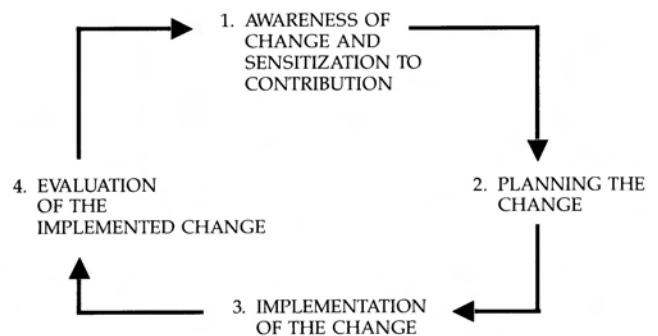 1. AWARENESS OF
CHANGE AND
SENSITIZATION TO
CONTRIBUTION
2. PLANNING THE
CHANGE
3. IMPLEMENTATION
OF THE CHANGE
4. EVALUATION
OF THE
IMPLEMENTED CHANGE